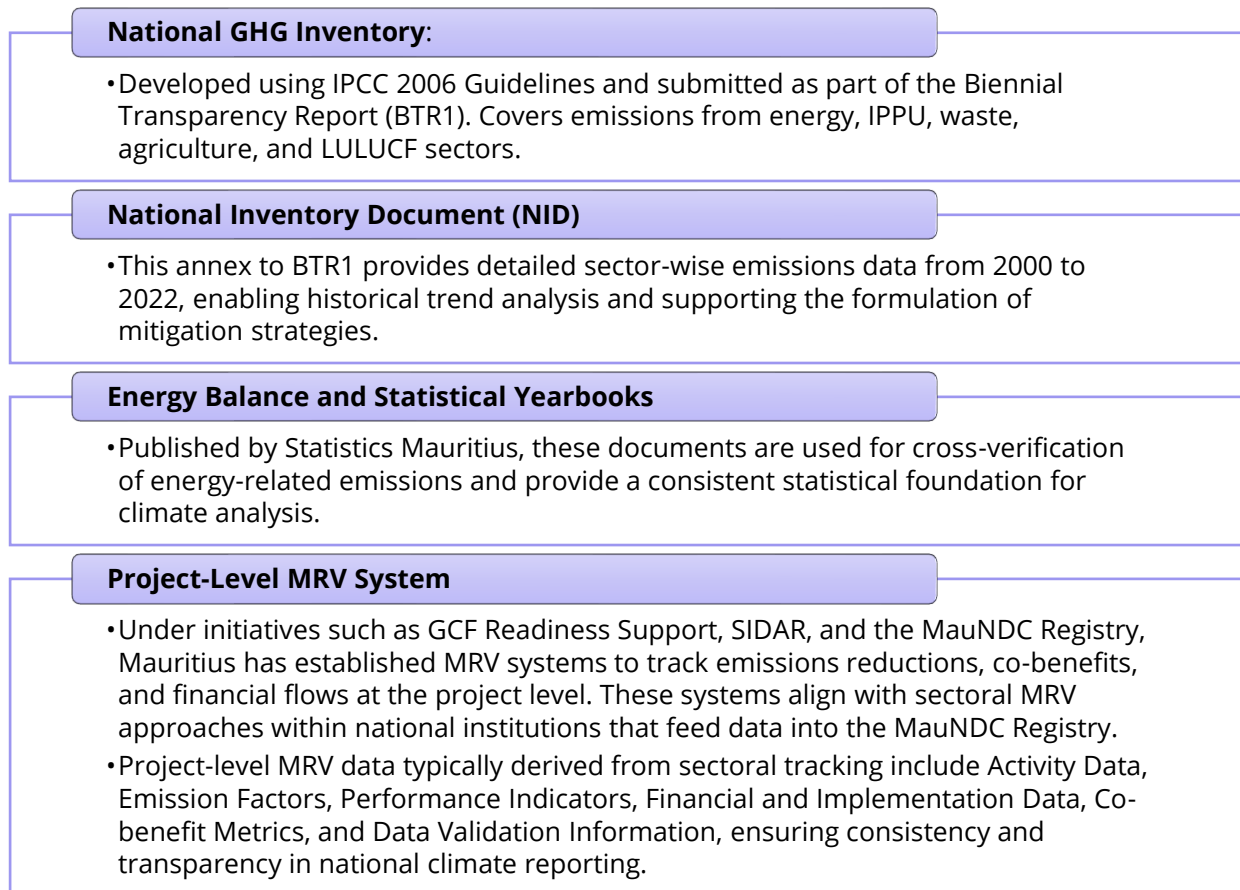 National GHG Inventory:
•Developed using IPCC 2006 Guidelines and submitted as part of the Biennial
Transparency Report (BTR1). Covers emissions from energy, IPPU, waste,
agriculture, and LULUCF sectors.
National Inventory Document (NID)
•This annex to BTR1 provides detailed sector-wise emissions data from 2000 to
2022, enabling historical trend analysis and supporting the formulation of
mitigation strategies.
Energy Balance and Statistical Yearbooks
•Published by Statistics Mauritius, these documents are used for cross-verification
of energy-related emissions and provide a consistent statistical foundation for
climate analysis.
Project-Level MRV System
•Under initiatives such as GCF Readiness Support, SIDAR, and the MauNDC Registry,
Mauritius has established MRV systems to track emissions reductions, co-benefits,
and financial flows at the project level. These systems align with sectoral MRV
approaches within national institutions that feed data into the MauNDC Registry.
•Project-level MRV data typically derived from sectoral tracking include Activity Data,
Emission Factors, Performance Indicators, Financial and Implementation Data, Co-
benefit Metrics, and Data Validation Information, ensuring consistency and
transparency in national climate reporting.